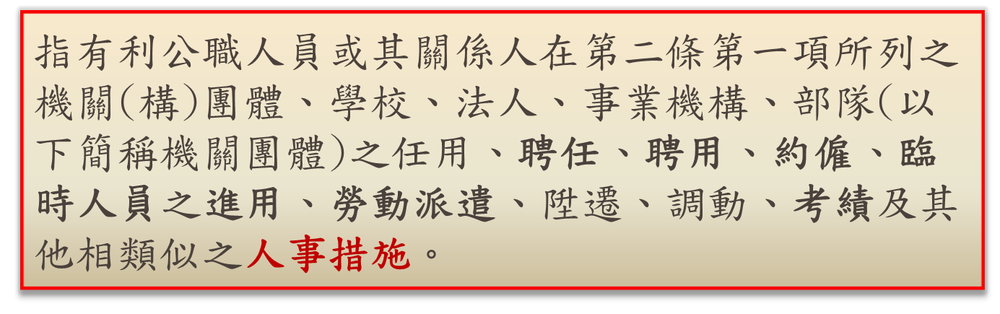 指有利公職人員或其關係人在第二條第一項所列之
機關(構)團體、學校、法人、事業機構、部隊(以
下簡稱機關團體)之任用、聘任、聘用、約僱、臨
時人員之進用、勞動派遣、陞遷、調動、考績及其
他相類似之人事措施。